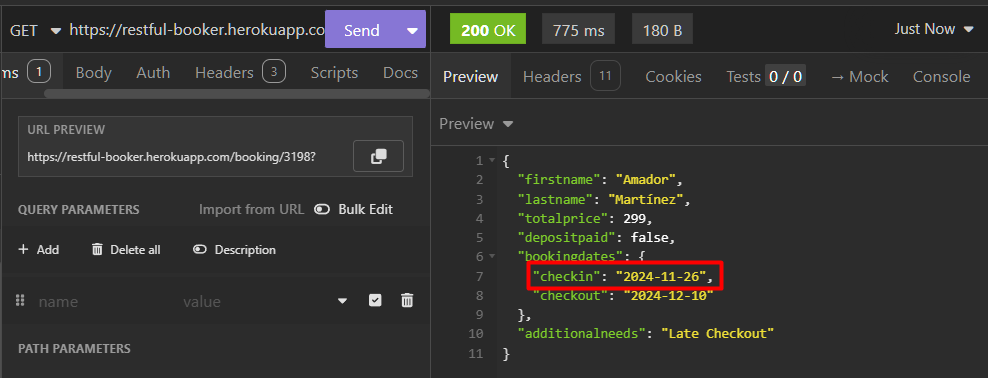 GET https://restful-booker.herokuapp.co Send
200 OK 775 ms 180 B Just Now
ms 1 Body Auth Headers 3 Scripts Docs
Preview Headers 11 Cookies Tests 0 / 0 → Mock Console
Preview
URL PREVIEW
https://restful-booker.herokuapp.com/booking/3198?
QUERY PARAMETERS Import from URL Bulk Edit
+ Add Delete all Description
name value
PATH PARAMETERS
1 {
2 "firstname": "Amador",
3 "lastname": "Martínez",
4 "totalprice": 299,
5 "depositpaid": false,
6 "bookingdates": {
7 "checkin": "2024-11-26",
8 "checkout": "2024-12-10"
9 },
10 "additionalneeds": "Late Checkout"
11 }